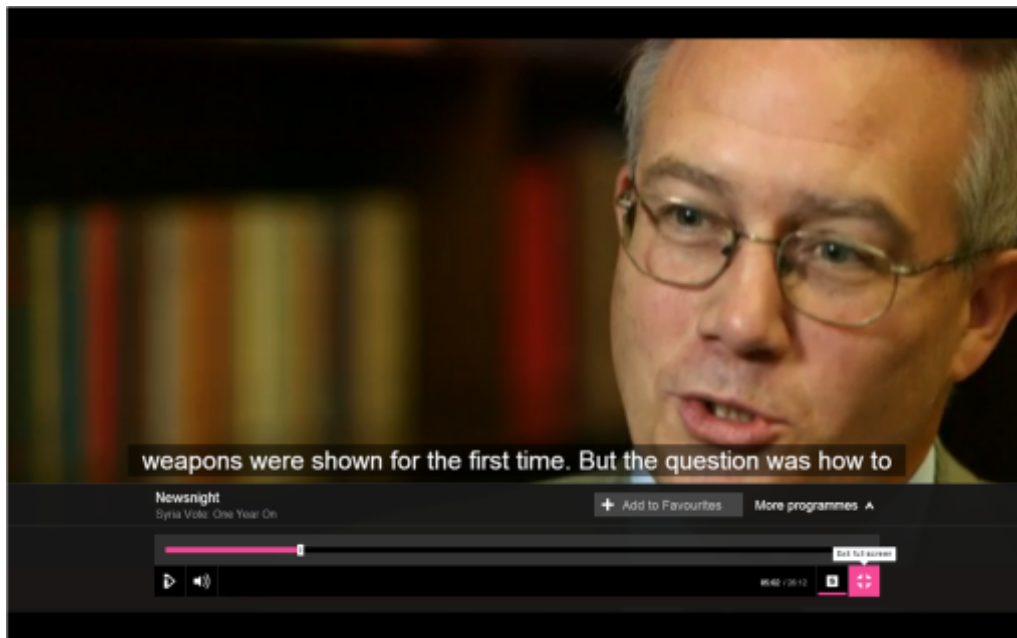 weapons were shown for the first time. But the question was how to
Newsnight
Syria Vote: One Year On
+ Add to Favourites
More programmes
Exit full screen
S